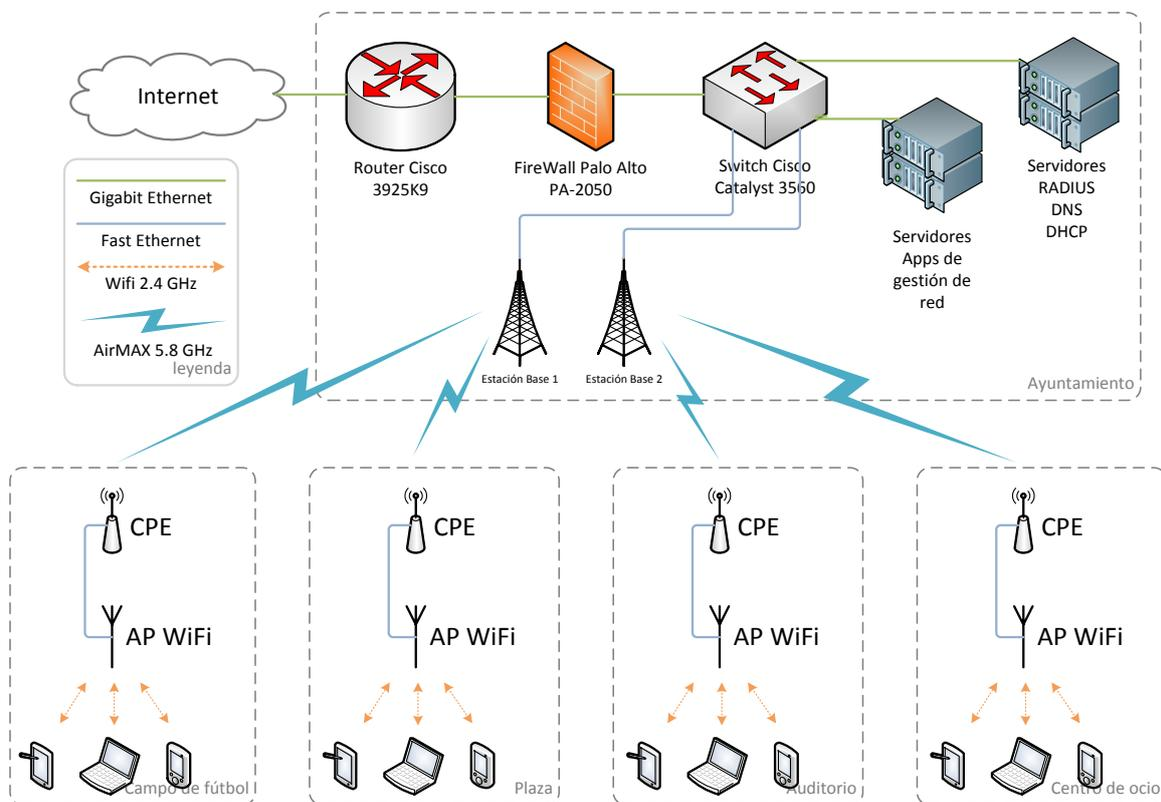 Internet
Router Cisco
3925K9
FireWall Palo Alto
PA-2050
Switch Cisco
Catalyst 3560
Servidores
Apps de
gestión de
red
Servidores
RADIUS
DNS
DHCP
Gigabit Ethernet
Fast Ethernet
Wifi 2.4 GHz
AirMAX 5.8 GHz
leyenda
Estación Base 1
Estación Base 2
Ayuntamiento
CPE
AP WiFi
Campo de fútbol
CPE
AP WiFi
Plaza
CPE
AP WiFi
Auditorio
CPE
AP WiFi
Centro de ocio